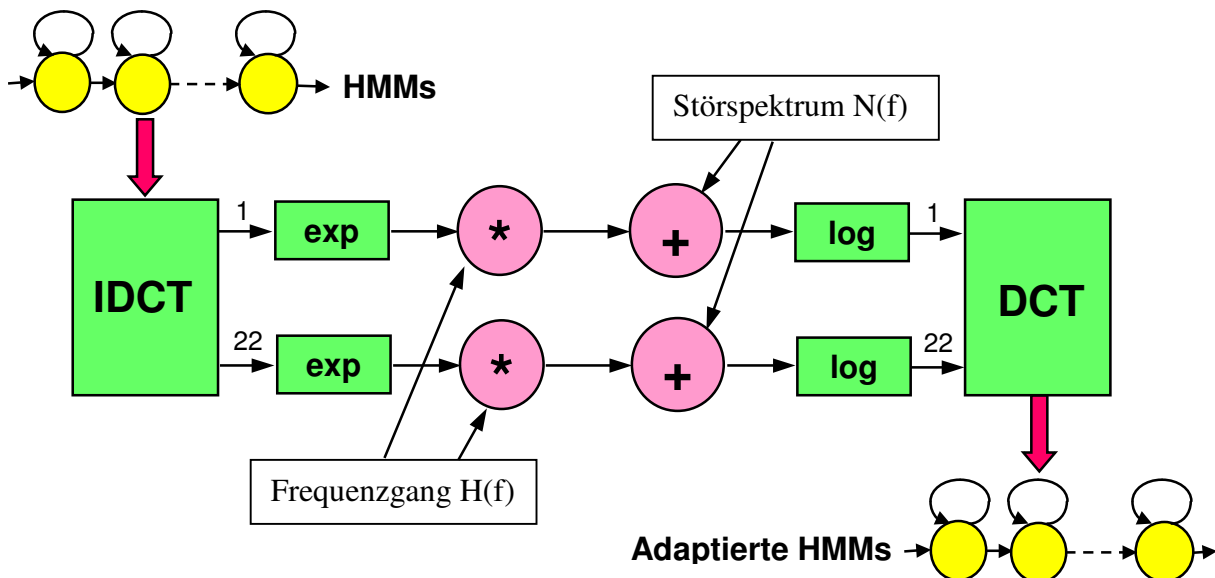 HMMs
Störspektrum N(f)
1
exp
*
+
log
1
IDCT
DCT
22
exp
*
+
log
22
Frequenzgang H(f)
Adaptierte HMMs